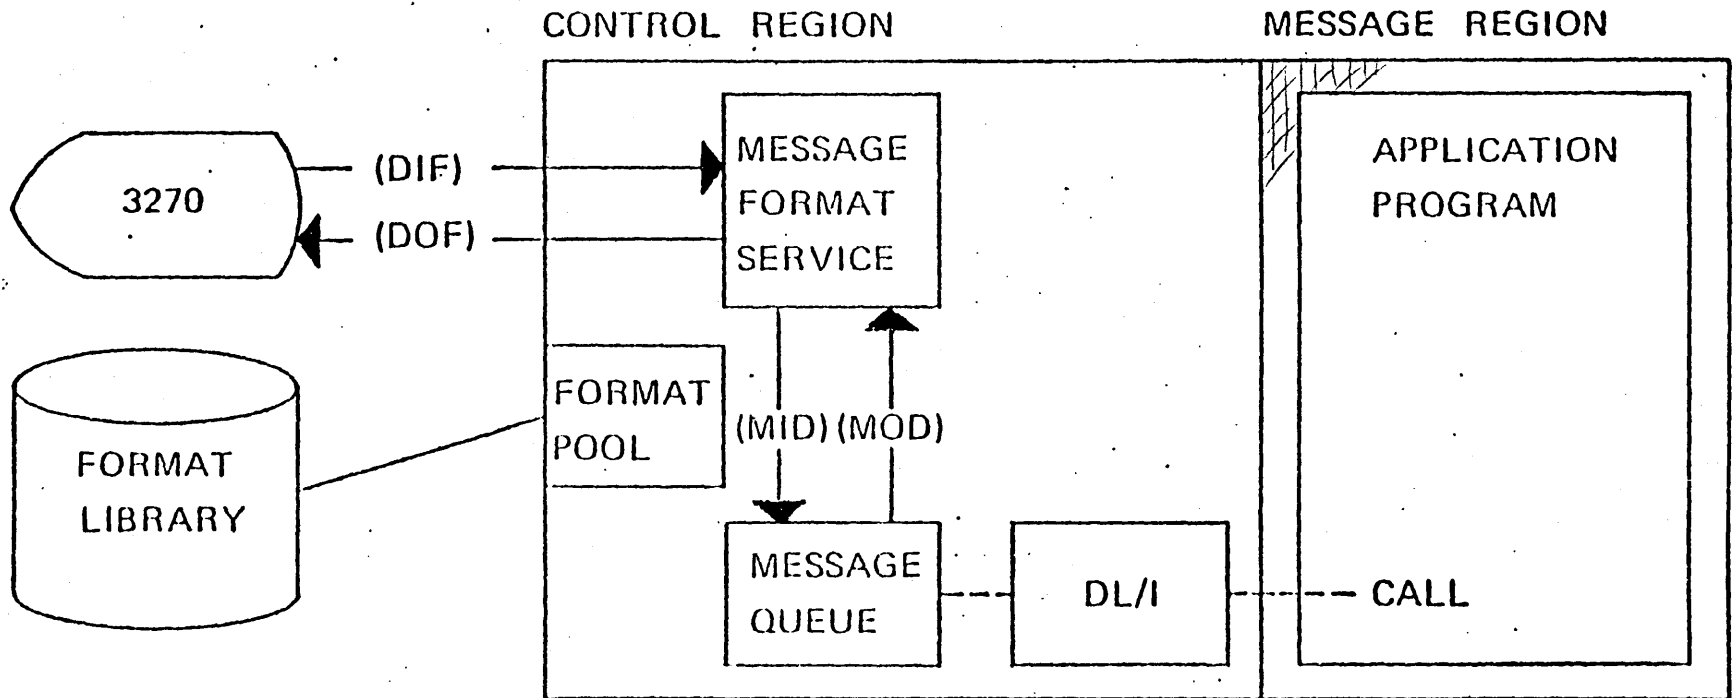 CONTROL REGION
MESSAGE REGION
3270
(DIF)
(DOF)
MESSAGE
FORMAT
SERVICE
APPLICATION
PROGRAM
FORMAT
LIBRARY
FORMAT
POOL
(MID) (MOD)
MESSAGE
QUEUE
DL/I
CALL